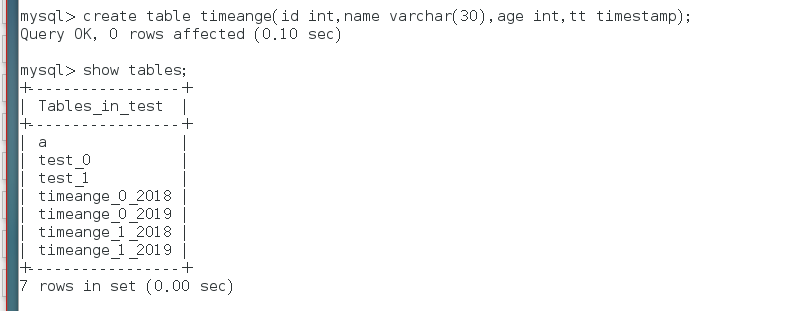 mysql> create table timeange(id int,name varchar(30),age int,tt timestamp);
Query OK, 0 rows affected (0.10 sec)
mysql> show tables;
+-----------------+
| Tables_in_test  |
+-----------------+
| a               |
| test_0          |
| test_1          |
| timeange_0_2018 |
| timeange_0_2019 |
| timeange_1_2018 |
| timeange_1_2019 |
+-----------------+
7 rows in set (0.00 sec)